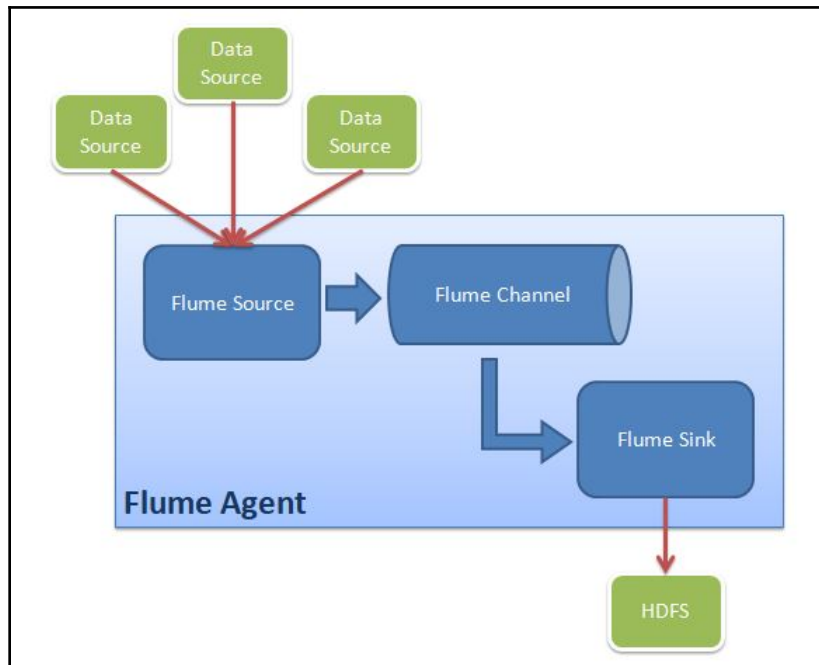 Data
Source
Data
Source
Data
Source
Flume Source
Flume Channel
Flume Sink
Flume Agent
HDFS